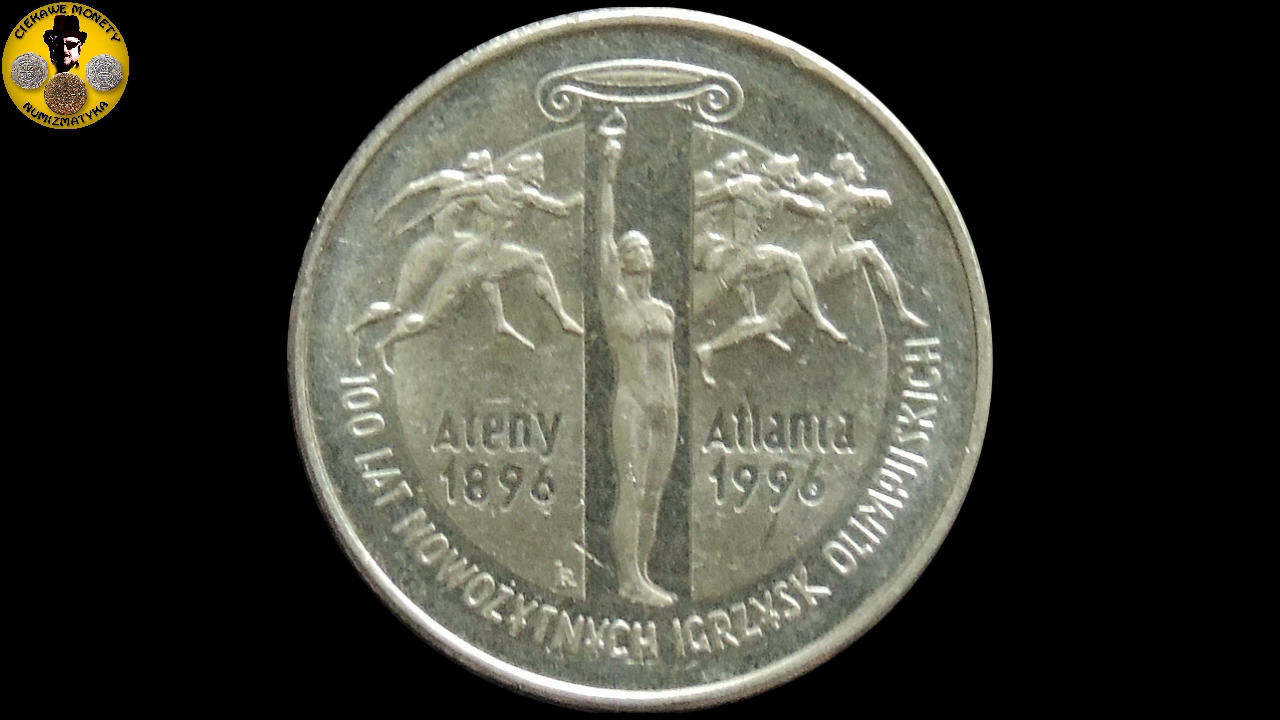 CIEKAWE MONETY
NUMIZMATYKA
Ateny
1896
Atlanta
1996
100 LAT NOWOŻYTNYCH IGRZYSK OLIMPIJSKICH